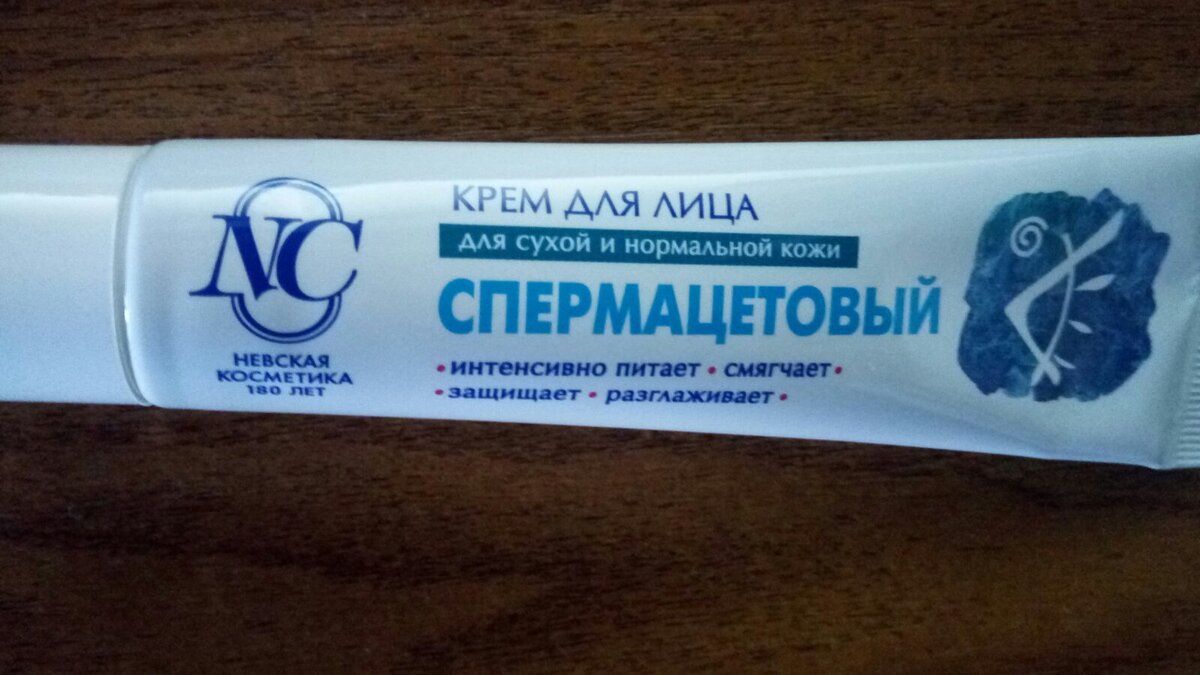 NC
НЕВСКАЯ
КОСМЕТИКА
180 ЛЕТ
КРЕМ ДЛЯ ЛИЦА
ДЛЯ СУХОЙ И НОРМАЛЬНОЙ КОЖИ
СПЕРМАЦЕТОВЫЙ
• ИНТЕНСИВНО ПИТАЕТ • СМЯГЧАЕТ •
• ЗАЩИЩАЕТ • РАЗГЛАЖИВАЕТ •